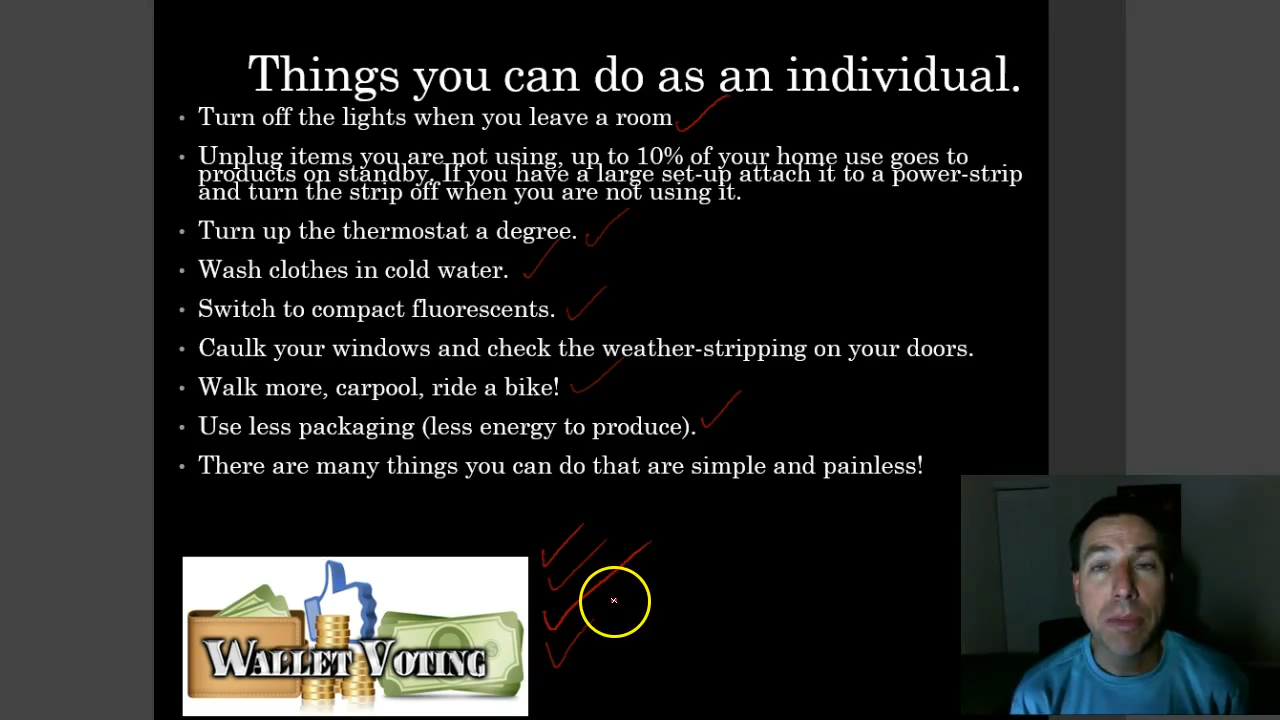 Things you can do as an individual.
• Turn off the lights when you leave a room
• Unplug items you are not using, up to 10% of your home use goes to
products on standby. If you have a large set-up attach it to a power-strip
and turn the strip off when you are not using it.
• Turn up the thermostat a degree.
• Wash clothes in cold water.
• Switch to compact fluorescents.
• Caulk your windows and check the weather-stripping on your doors.
• Walk more, carpool, ride a bike!
• Use less packaging (less energy to produce).
• There are many things you can do that are simple and painless!
WALLET VOTING